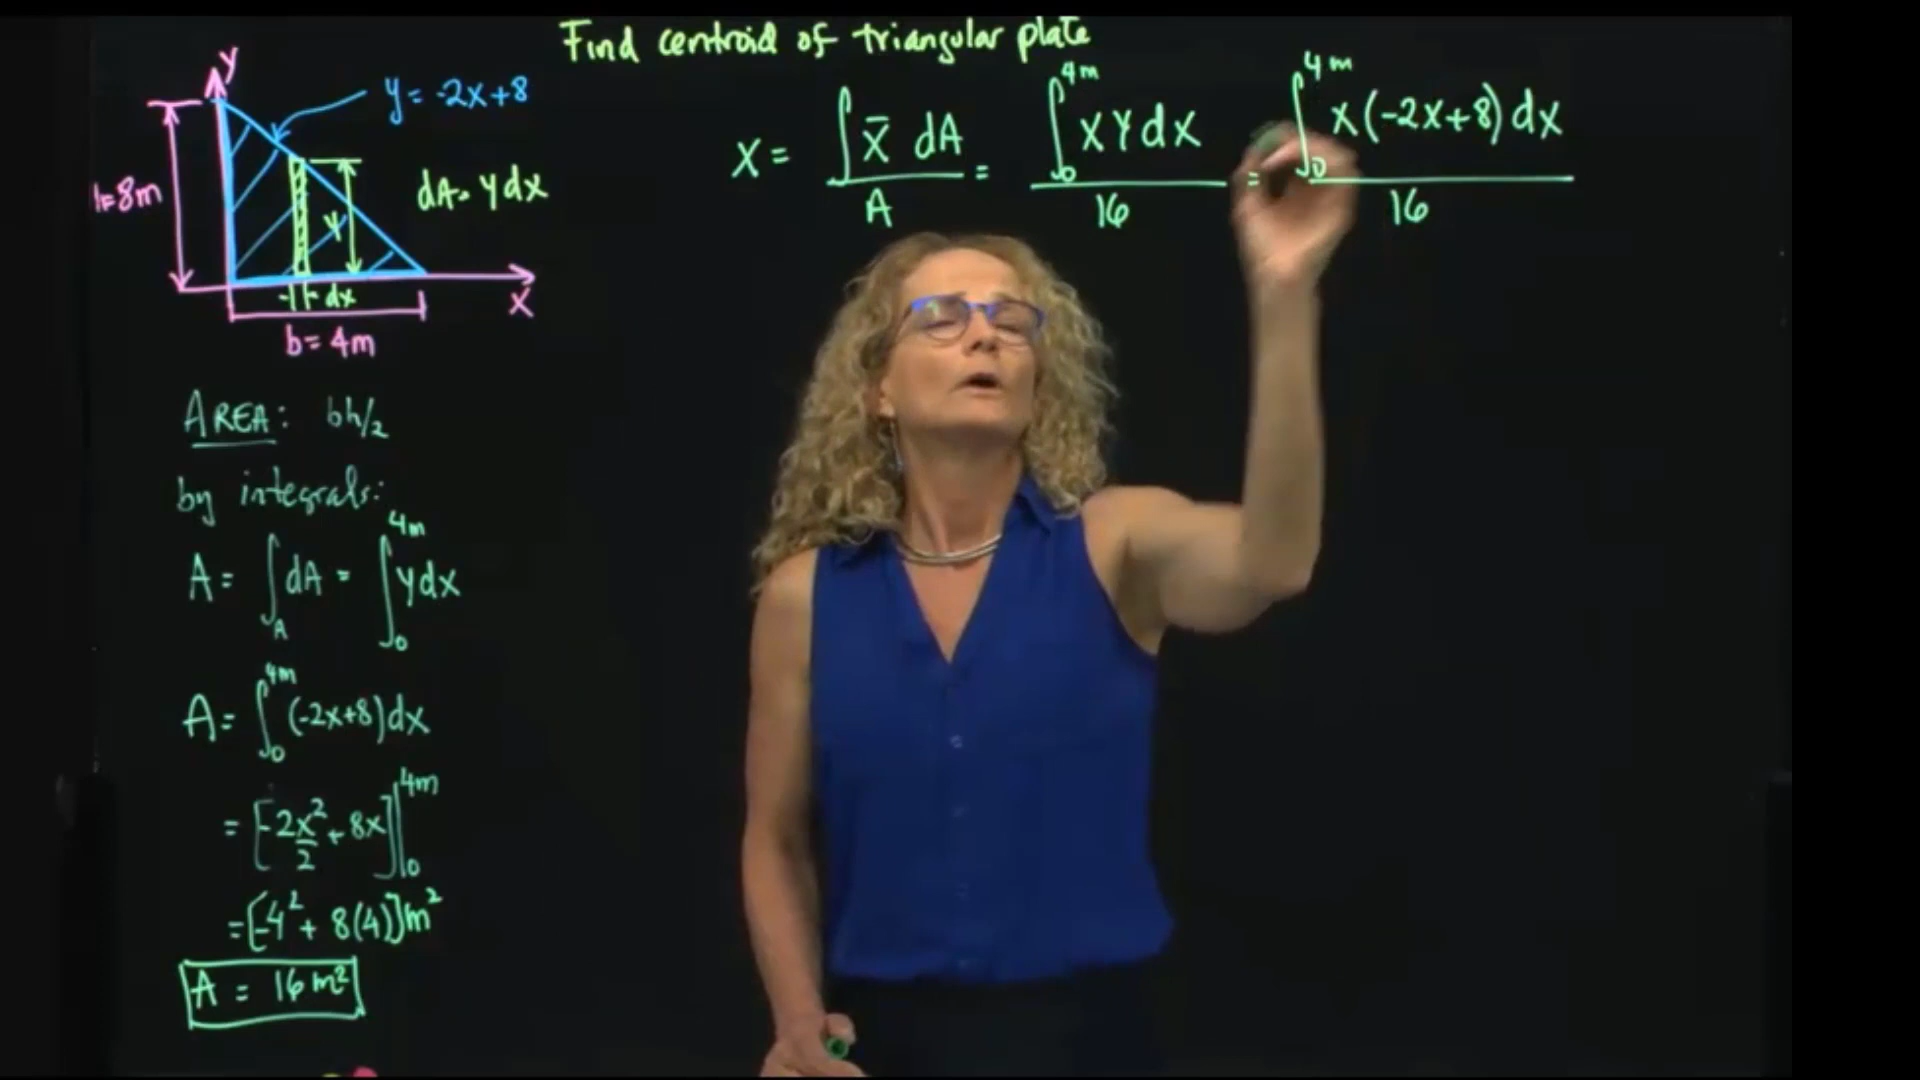 Find centroid of triangular plate
y
y = -2x+8
h=8m
dA= ydx
y
dx
x
b= 4m
X = ∫ x̄ dA / A = ∫₀^4m x y dx / 16 = ∫₀^4m x(-2x+8) dx / 16
AREA: bh/2
by integrals:
A = ∫_A dA = ∫₀^4m ydx
A = ∫₀^4m (-2x+8)dx
= [-2x²/2 + 8x]|₀^4m
= [-4² + 8(4)]m²
A = 16 m²